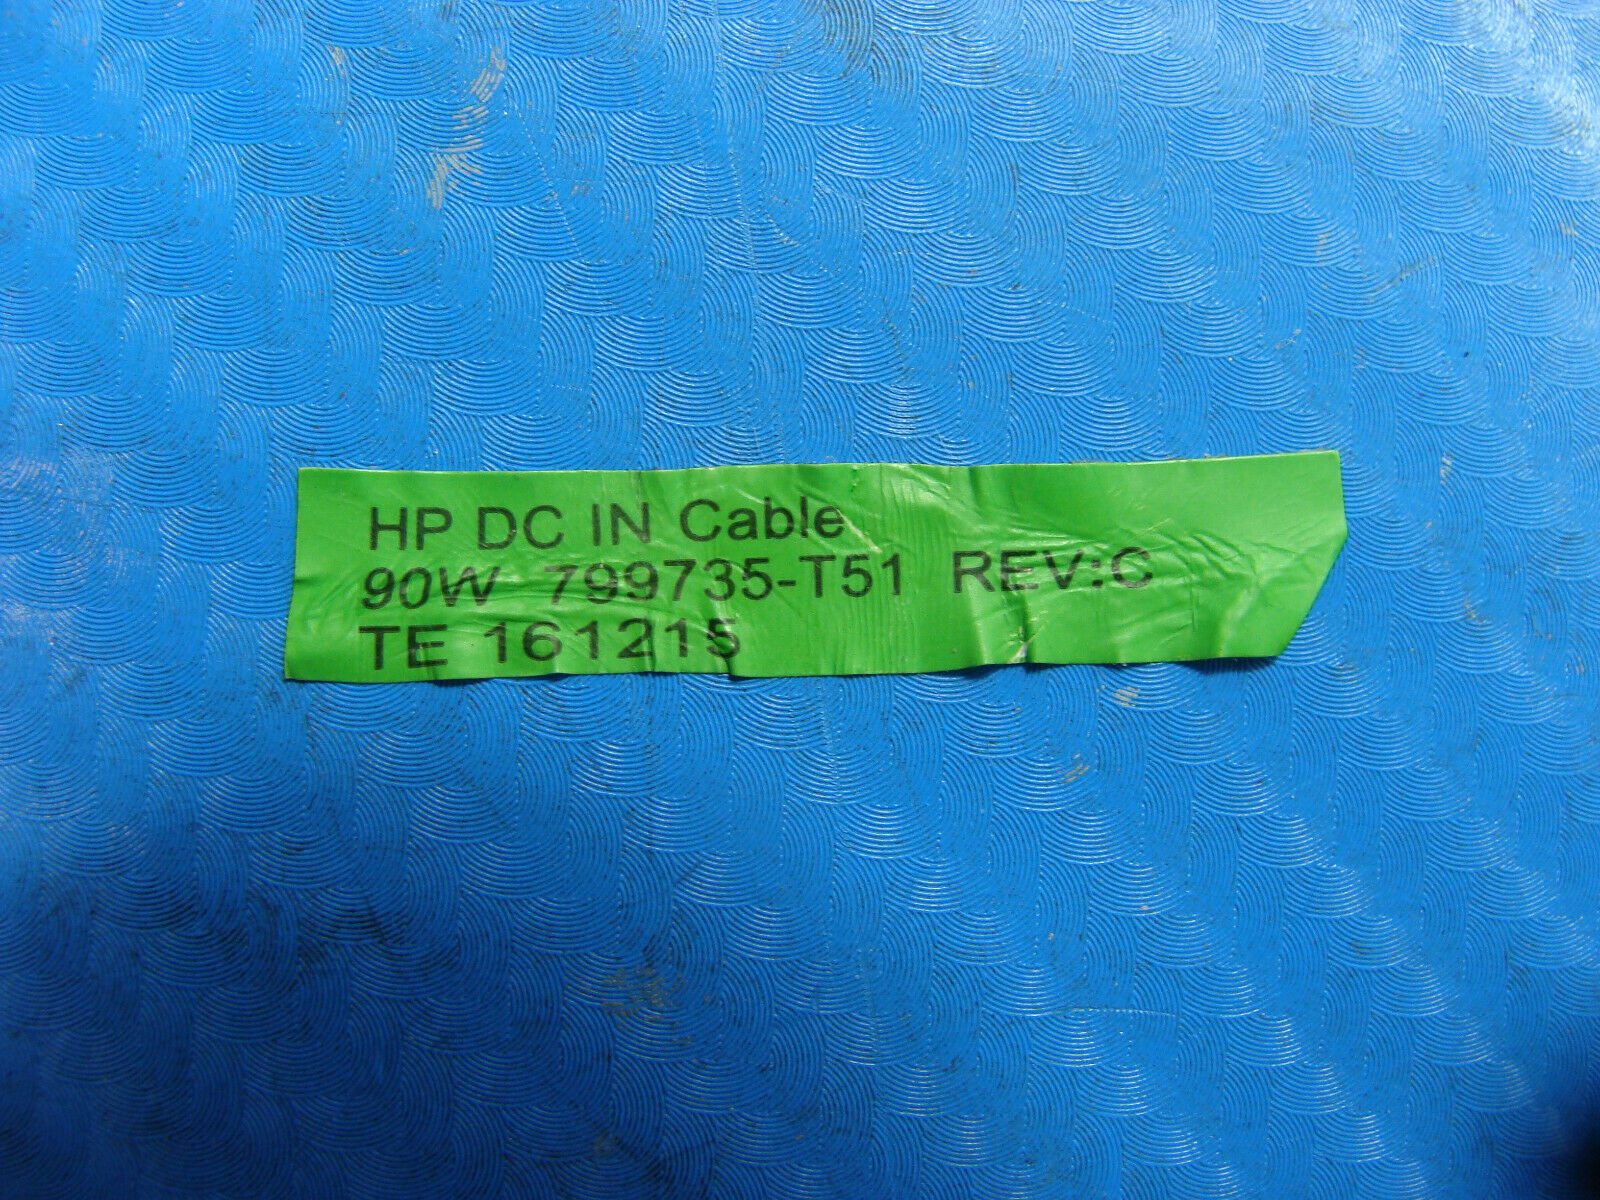 HP DC IN Cable
90W 799735-T51 REV:C
TE 161215